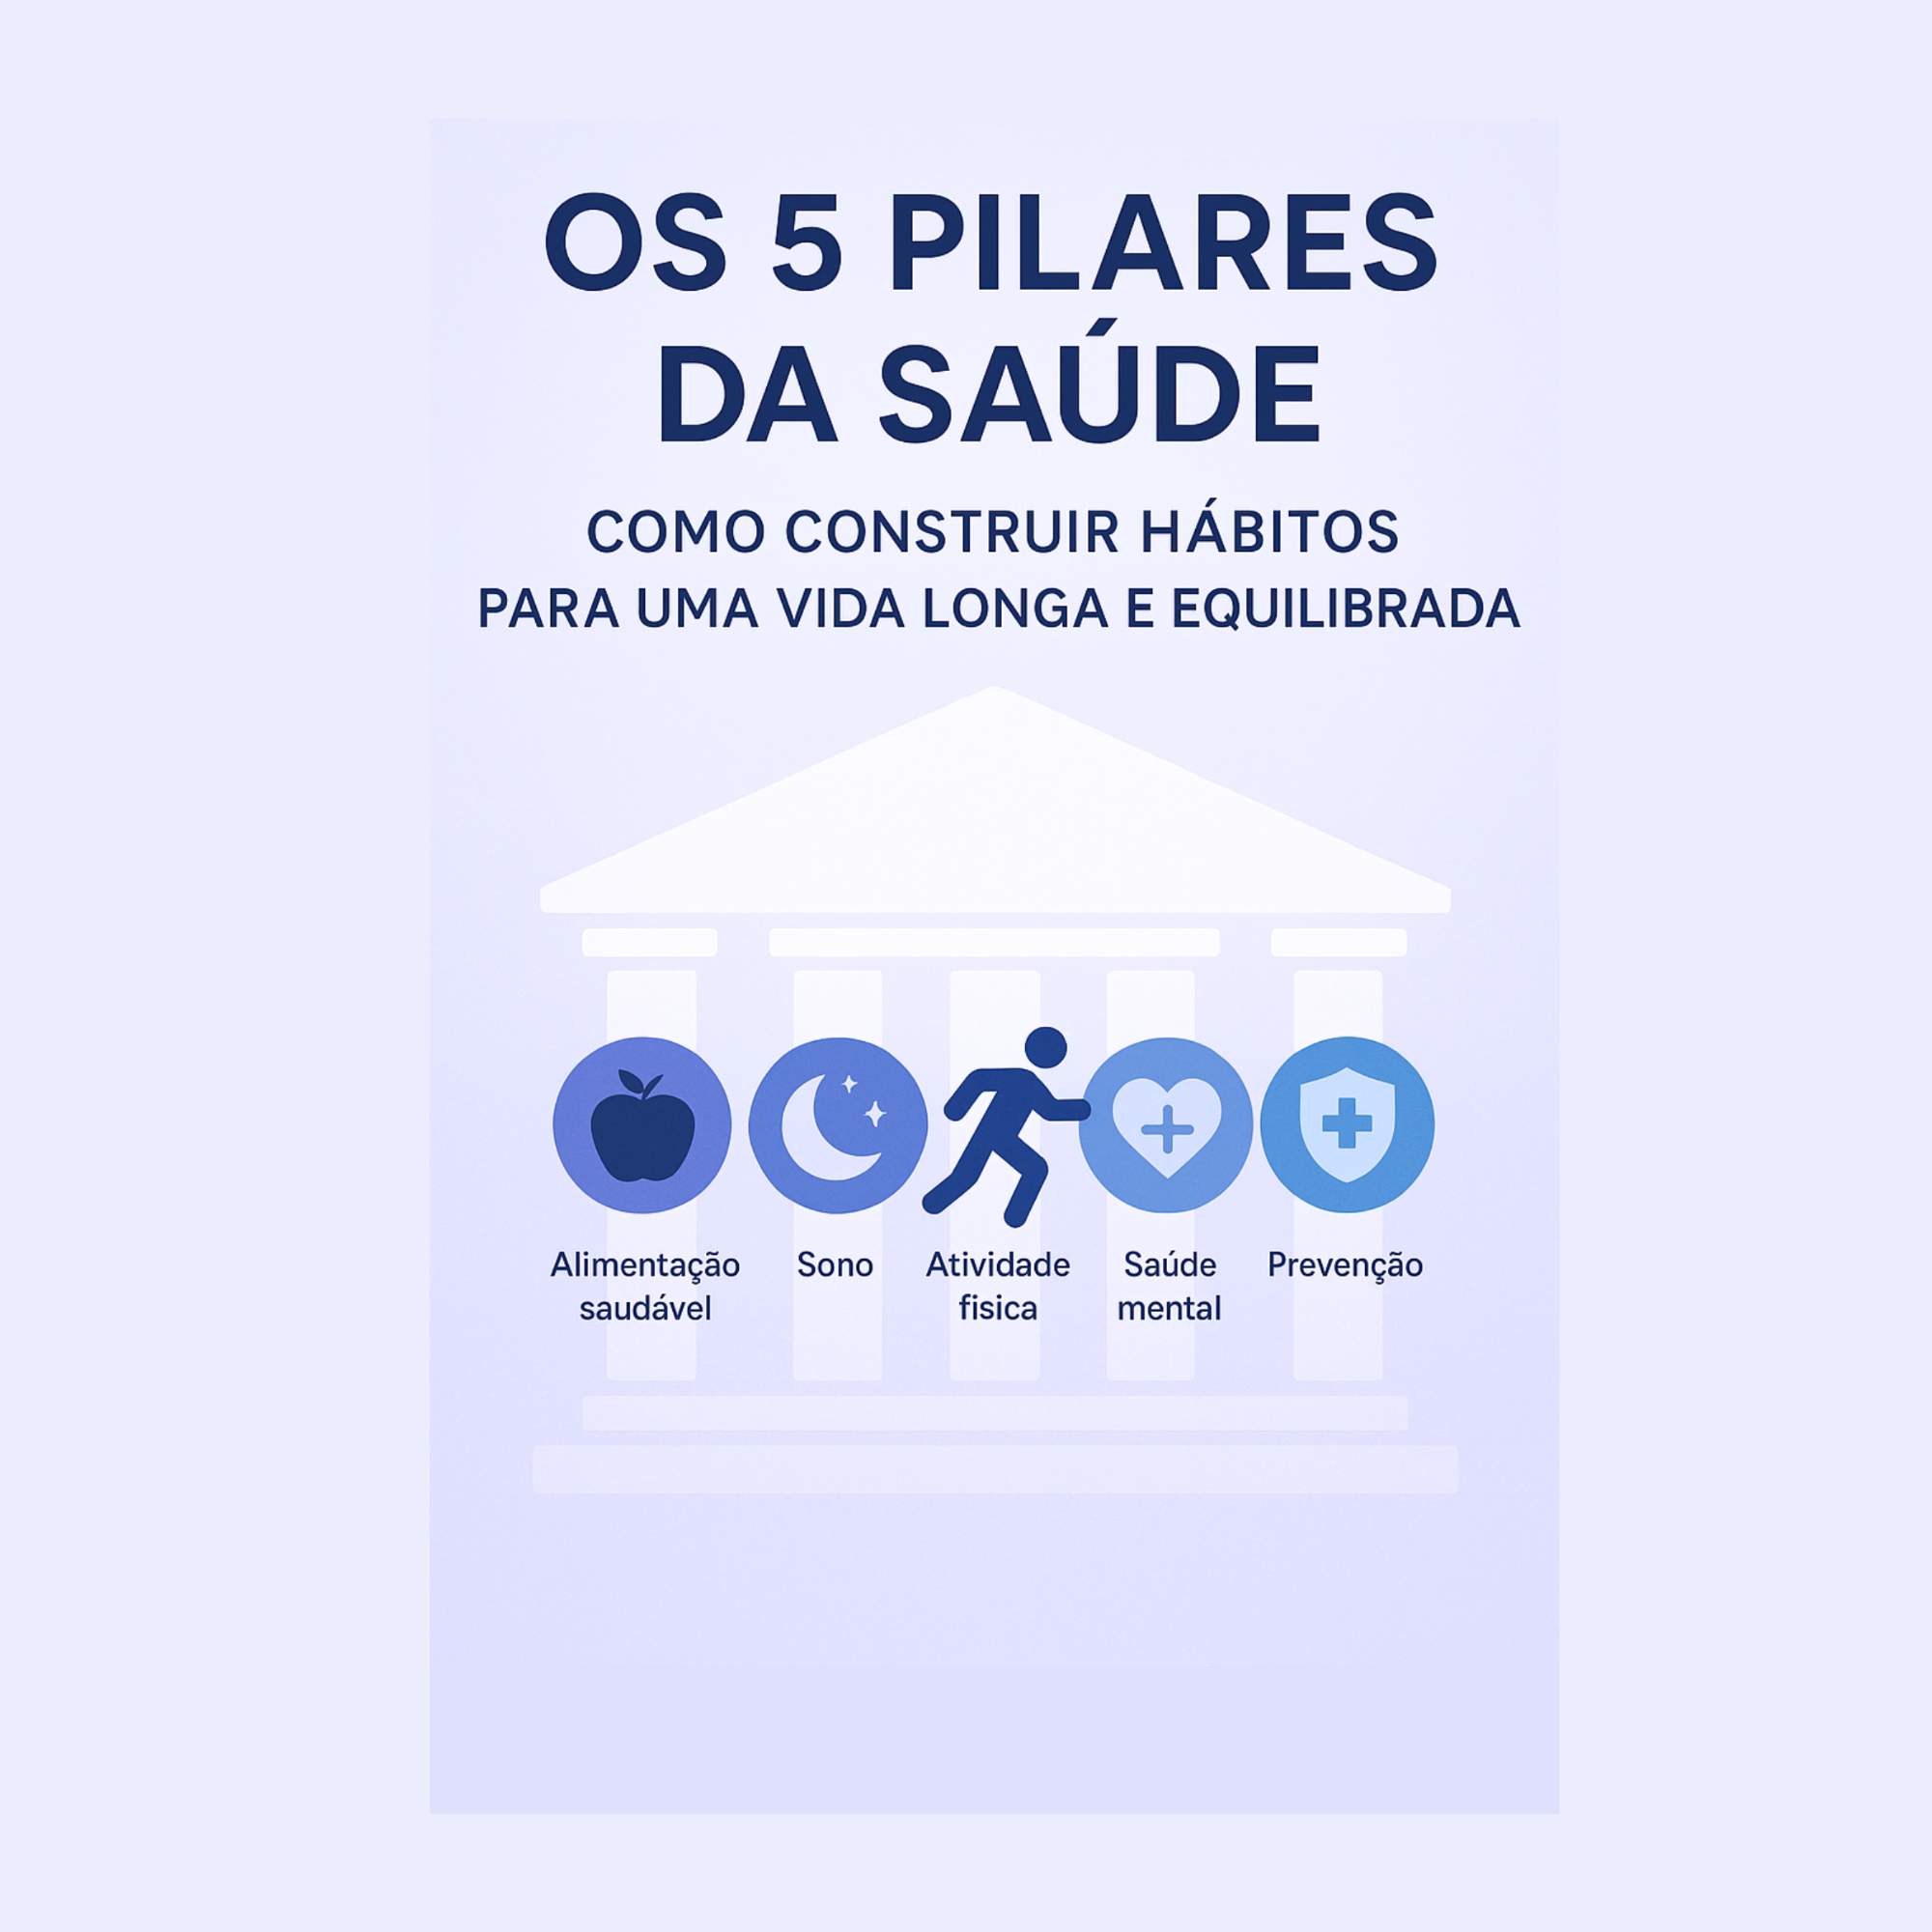 OS 5 PILARES
DA SAÚDE
COMO CONSTRUIR HÁBITOS
PARA UMA VIDA LONGA E EQUILIBRADA
Alimentação
saudável
Sono
Atividade
fisica
Saúde
mental
Prevenção